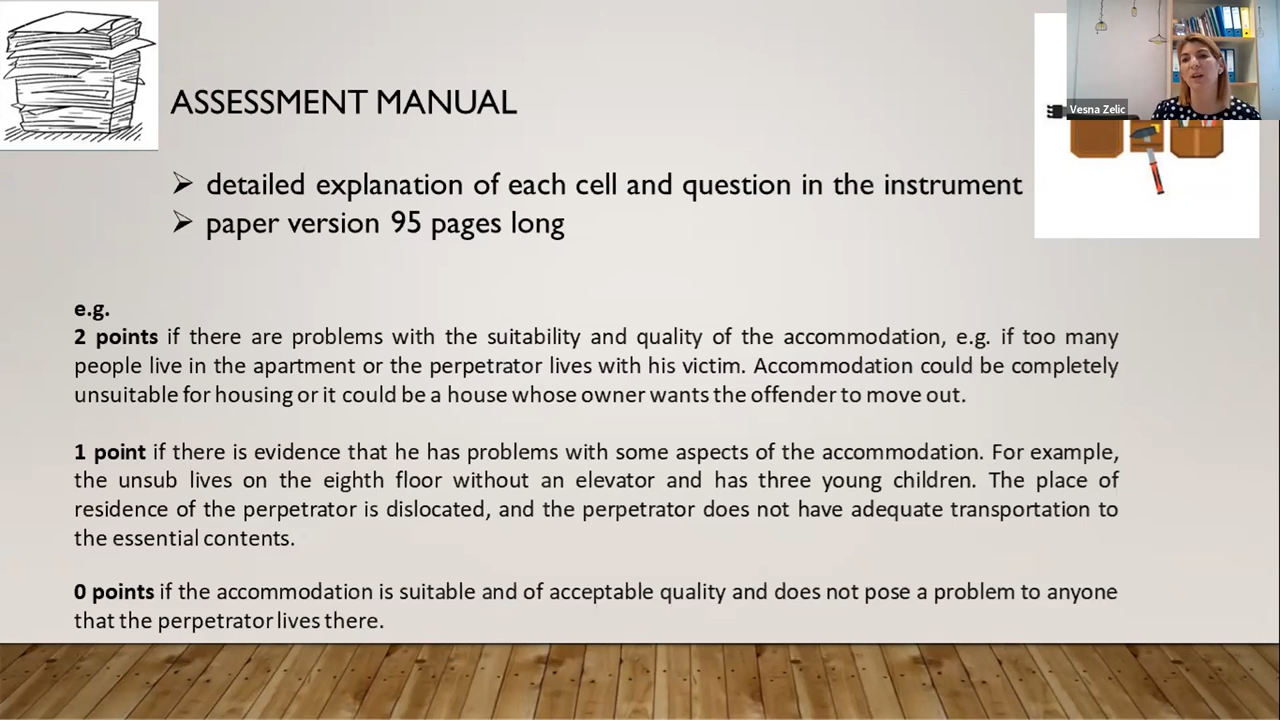 ASSESSMENT MANUAL
Vesna Zelic
➢ detailed explanation of each cell and question in the instrument
➢ paper version 95 pages long
e.g.
2 points if there are problems with the suitability and quality of the accommodation, e.g. if too many
people live in the apartment or the perpetrator lives with his victim. Accommodation could be completely
unsuitable for housing or it could be a house whose owner wants the offender to move out.
1 point if there is evidence that he has problems with some aspects of the accommodation. For example,
the unsub lives on the eighth floor without an elevator and has three young children. The place of
residence of the perpetrator is dislocated, and the perpetrator does not have adequate transportation to
the essential contents.
0 points if the accommodation is suitable and of acceptable quality and does not pose a problem to anyone
that the perpetrator lives there.